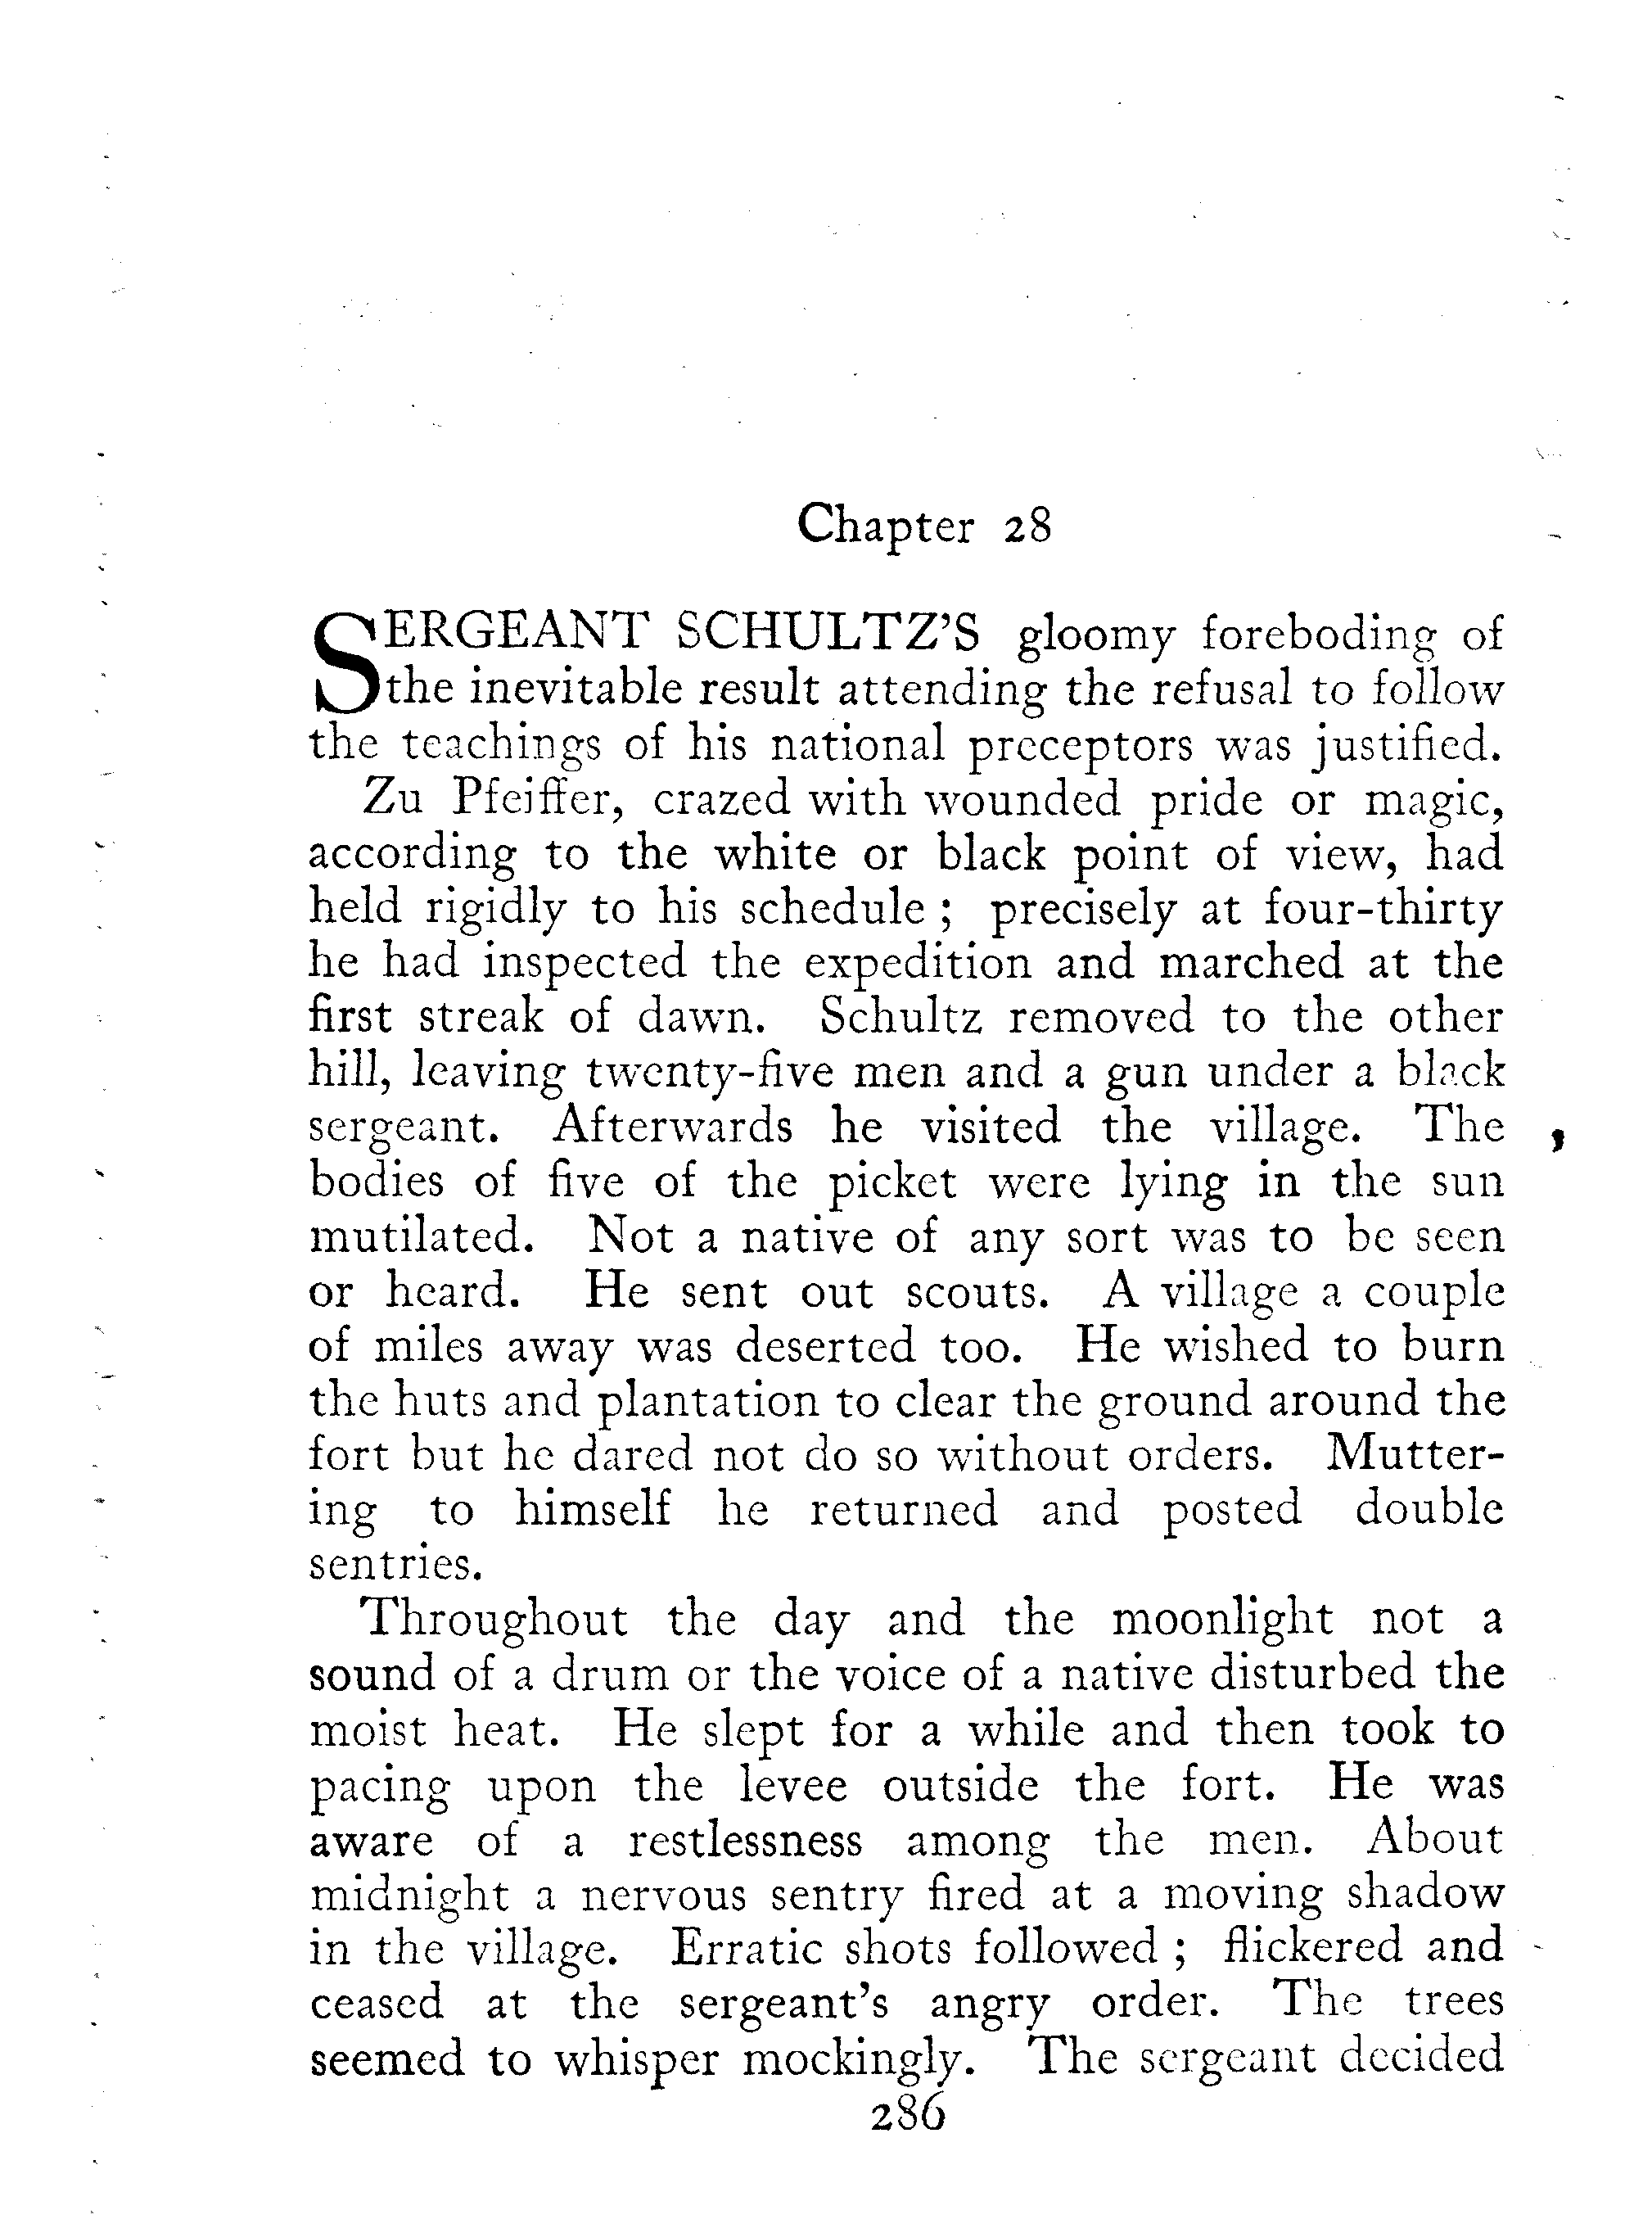 Chapter 28
SERGEANT SCHULTZ'S gloomy foreboding of
the inevitable result attending the refusal to follow
the teachings of his national preceptors was justified.
Zu Pfeiffer, crazed with wounded pride or magic,
according to the white or black point of view, had
held rigidly to his schedule ; precisely at four-thirty
he had inspected the expedition and marched at the
first streak of dawn. Schultz removed to the other
hill, leaving twenty-five men and a gun under a black
sergeant. Afterwards he visited the village. The
bodies of five of the picket were lying in the sun
mutilated. Not a native of any sort was to be seen
or heard. He sent out scouts. A village a couple
of miles away was deserted too. He wished to burn
the huts and plantation to clear the ground around the
fort but he dared not do so without orders. Mutter-
ing to himself he returned and posted double
sentries.
Throughout the day and the moonlight not a
sound of a drum or the voice of a native disturbed the
moist heat. He slept for a while and then took to
pacing upon the levee outside the fort. He was
aware of a restlessness among the men. About
midnight a nervous sentry fired at a moving shadow
in the village. Erratic shots followed ; flickered and
ceased at the sergeant's angry order. The trees
seemed to whisper mockingly. The sergeant decided
286